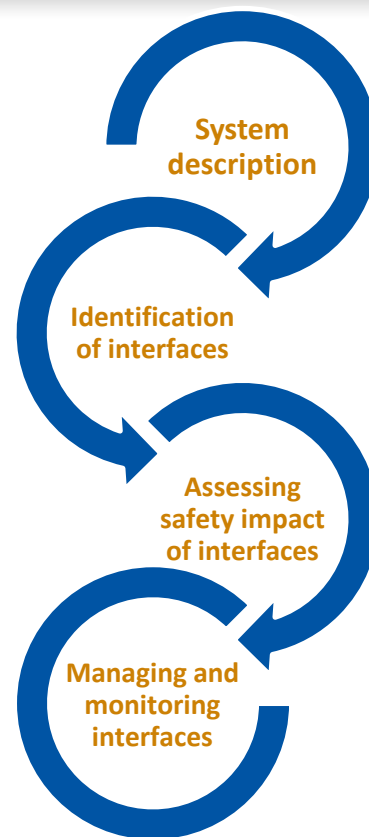 System
description
Identification
of interfaces
Assessing
safety impact
of interfaces
Managing and
monitoring
interfaces